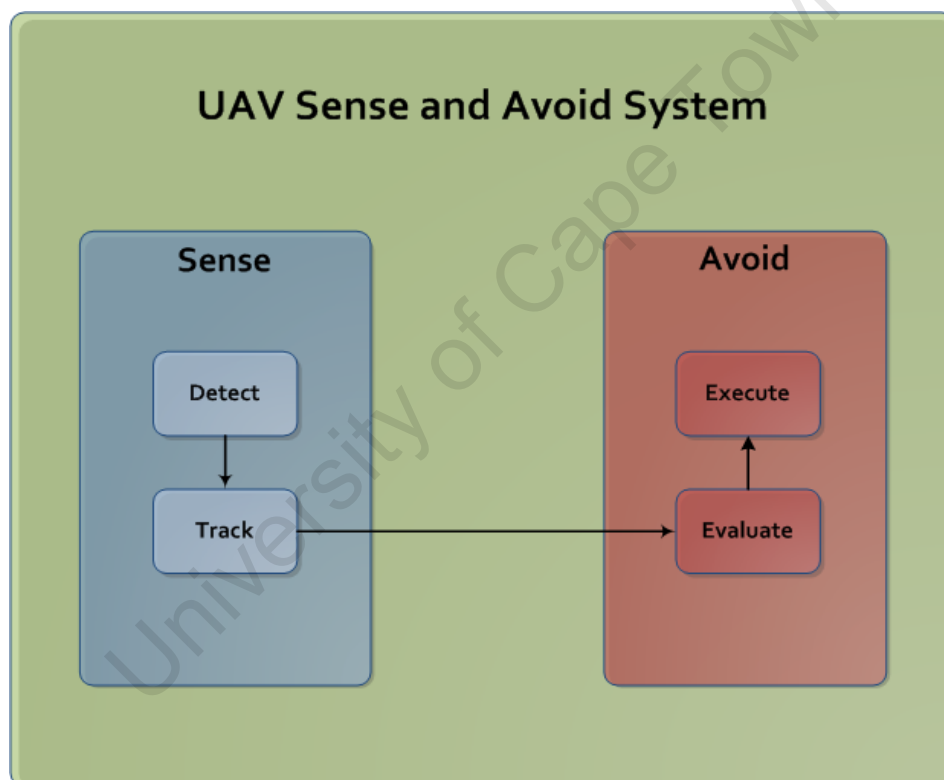 UAV Sense and Avoid System
Sense
Detect
Track
Avoid
Execute
Evaluate
University of Cape Town